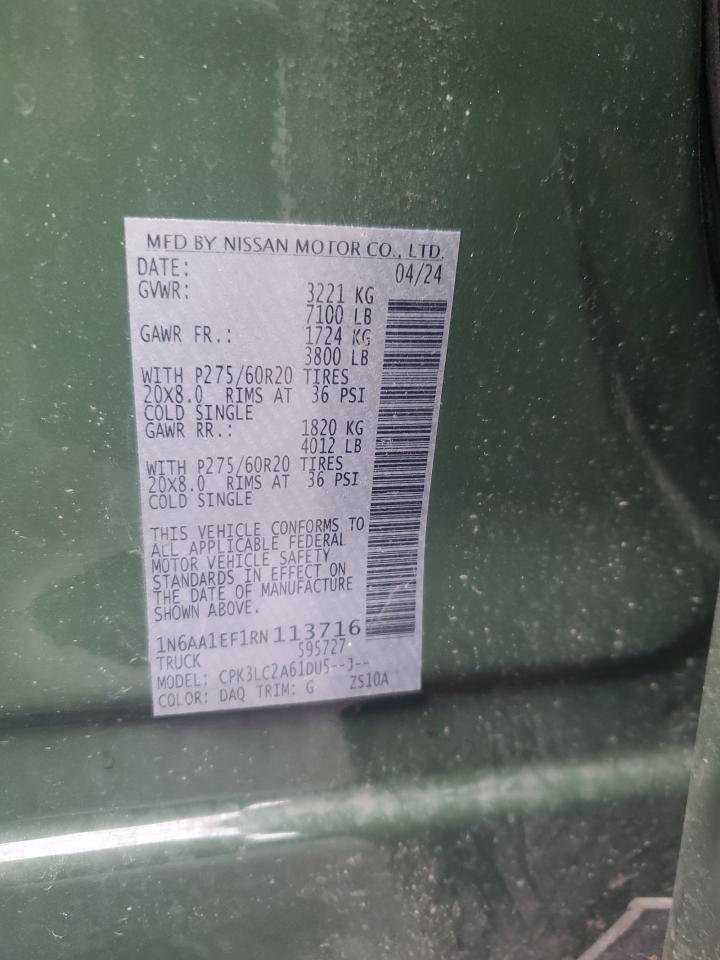 MFD BY NISSAN MOTOR CO., LTD.
DATE: 04/24
GVWR: 3221 KG
7100 LB
GAWR FR.: 1724 KG
3800 LB
WITH P275/60R20 TIRES
20X8.0 RIMS AT 36 PSI
COLD SINGLE
GAWR RR.: 1820 KG
4012 LB
WITH P275/60R20 TIRES
20X8.0 RIMS AT 36 PSI
COLD SINGLE
THIS VEHICLE CONFORMS TO
ALL APPLICABLE FEDERAL
MOTOR VEHICLE SAFETY
STANDARDS IN EFFECT ON
THE DATE OF MANUFACTURE
SHOWN ABOVE.
1N6AA1EF1RN113716
TRUCK 595727
MODEL: CPK3LC2A61DU5--J--
COLOR: DAQ TRIM: G ZS10A